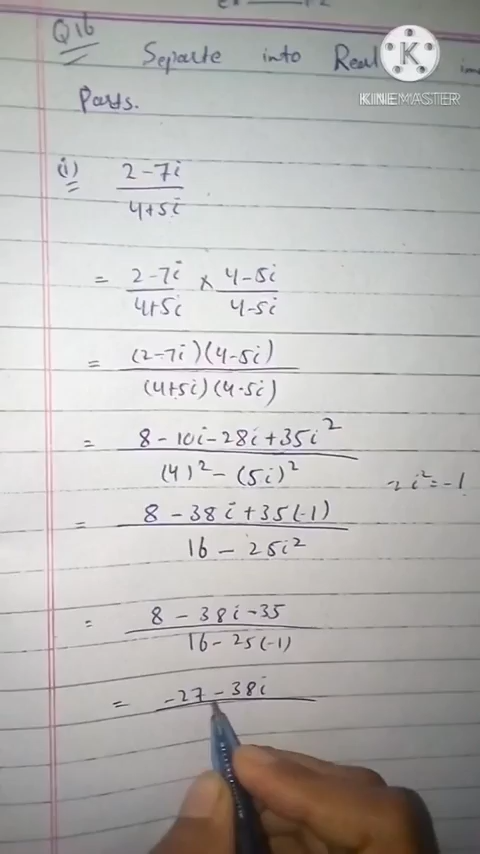 Q16
Separte into Real
K
KINEMASTER
Parts.
(i) 2-7i / 4+5i
= 2-7i / 4+5i × 4-5i / 4-5i
= (2-7i)(4-5i) / (4+5i)(4-5i)
= 8-10i-28i+35i² / (4)²-(5i)²
i²=-1
= 8-38i+35(-1) / 16-25i²
= 8-38i-35 / 16-25(-1)
= -27-38i